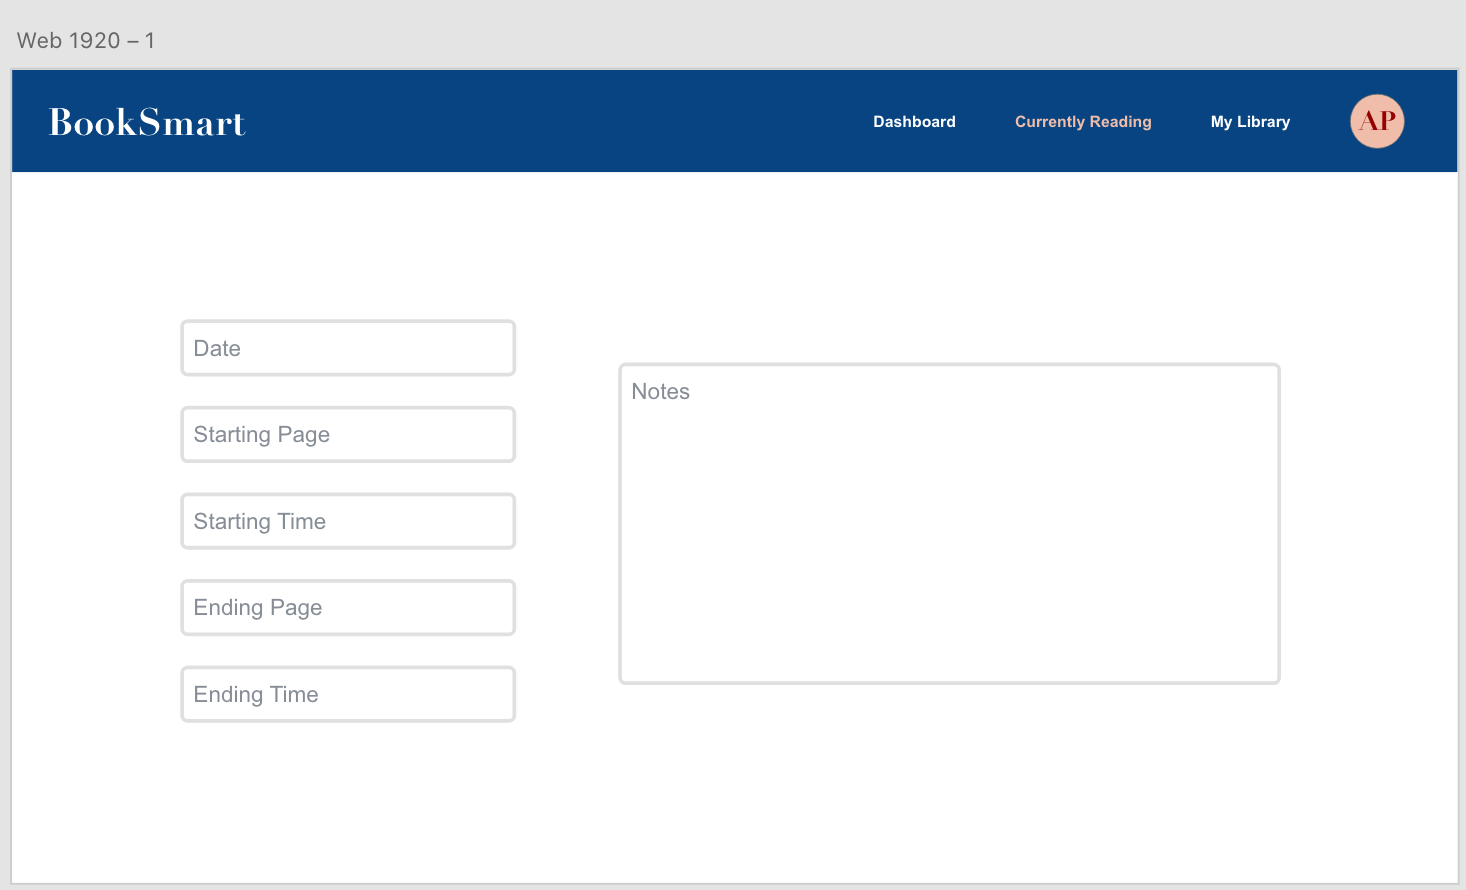 Web 1920 – 1
BookSmart
Dashboard
Currently Reading
My Library
AP
Date
Starting Page
Starting Time
Ending Page
Ending Time
Notes